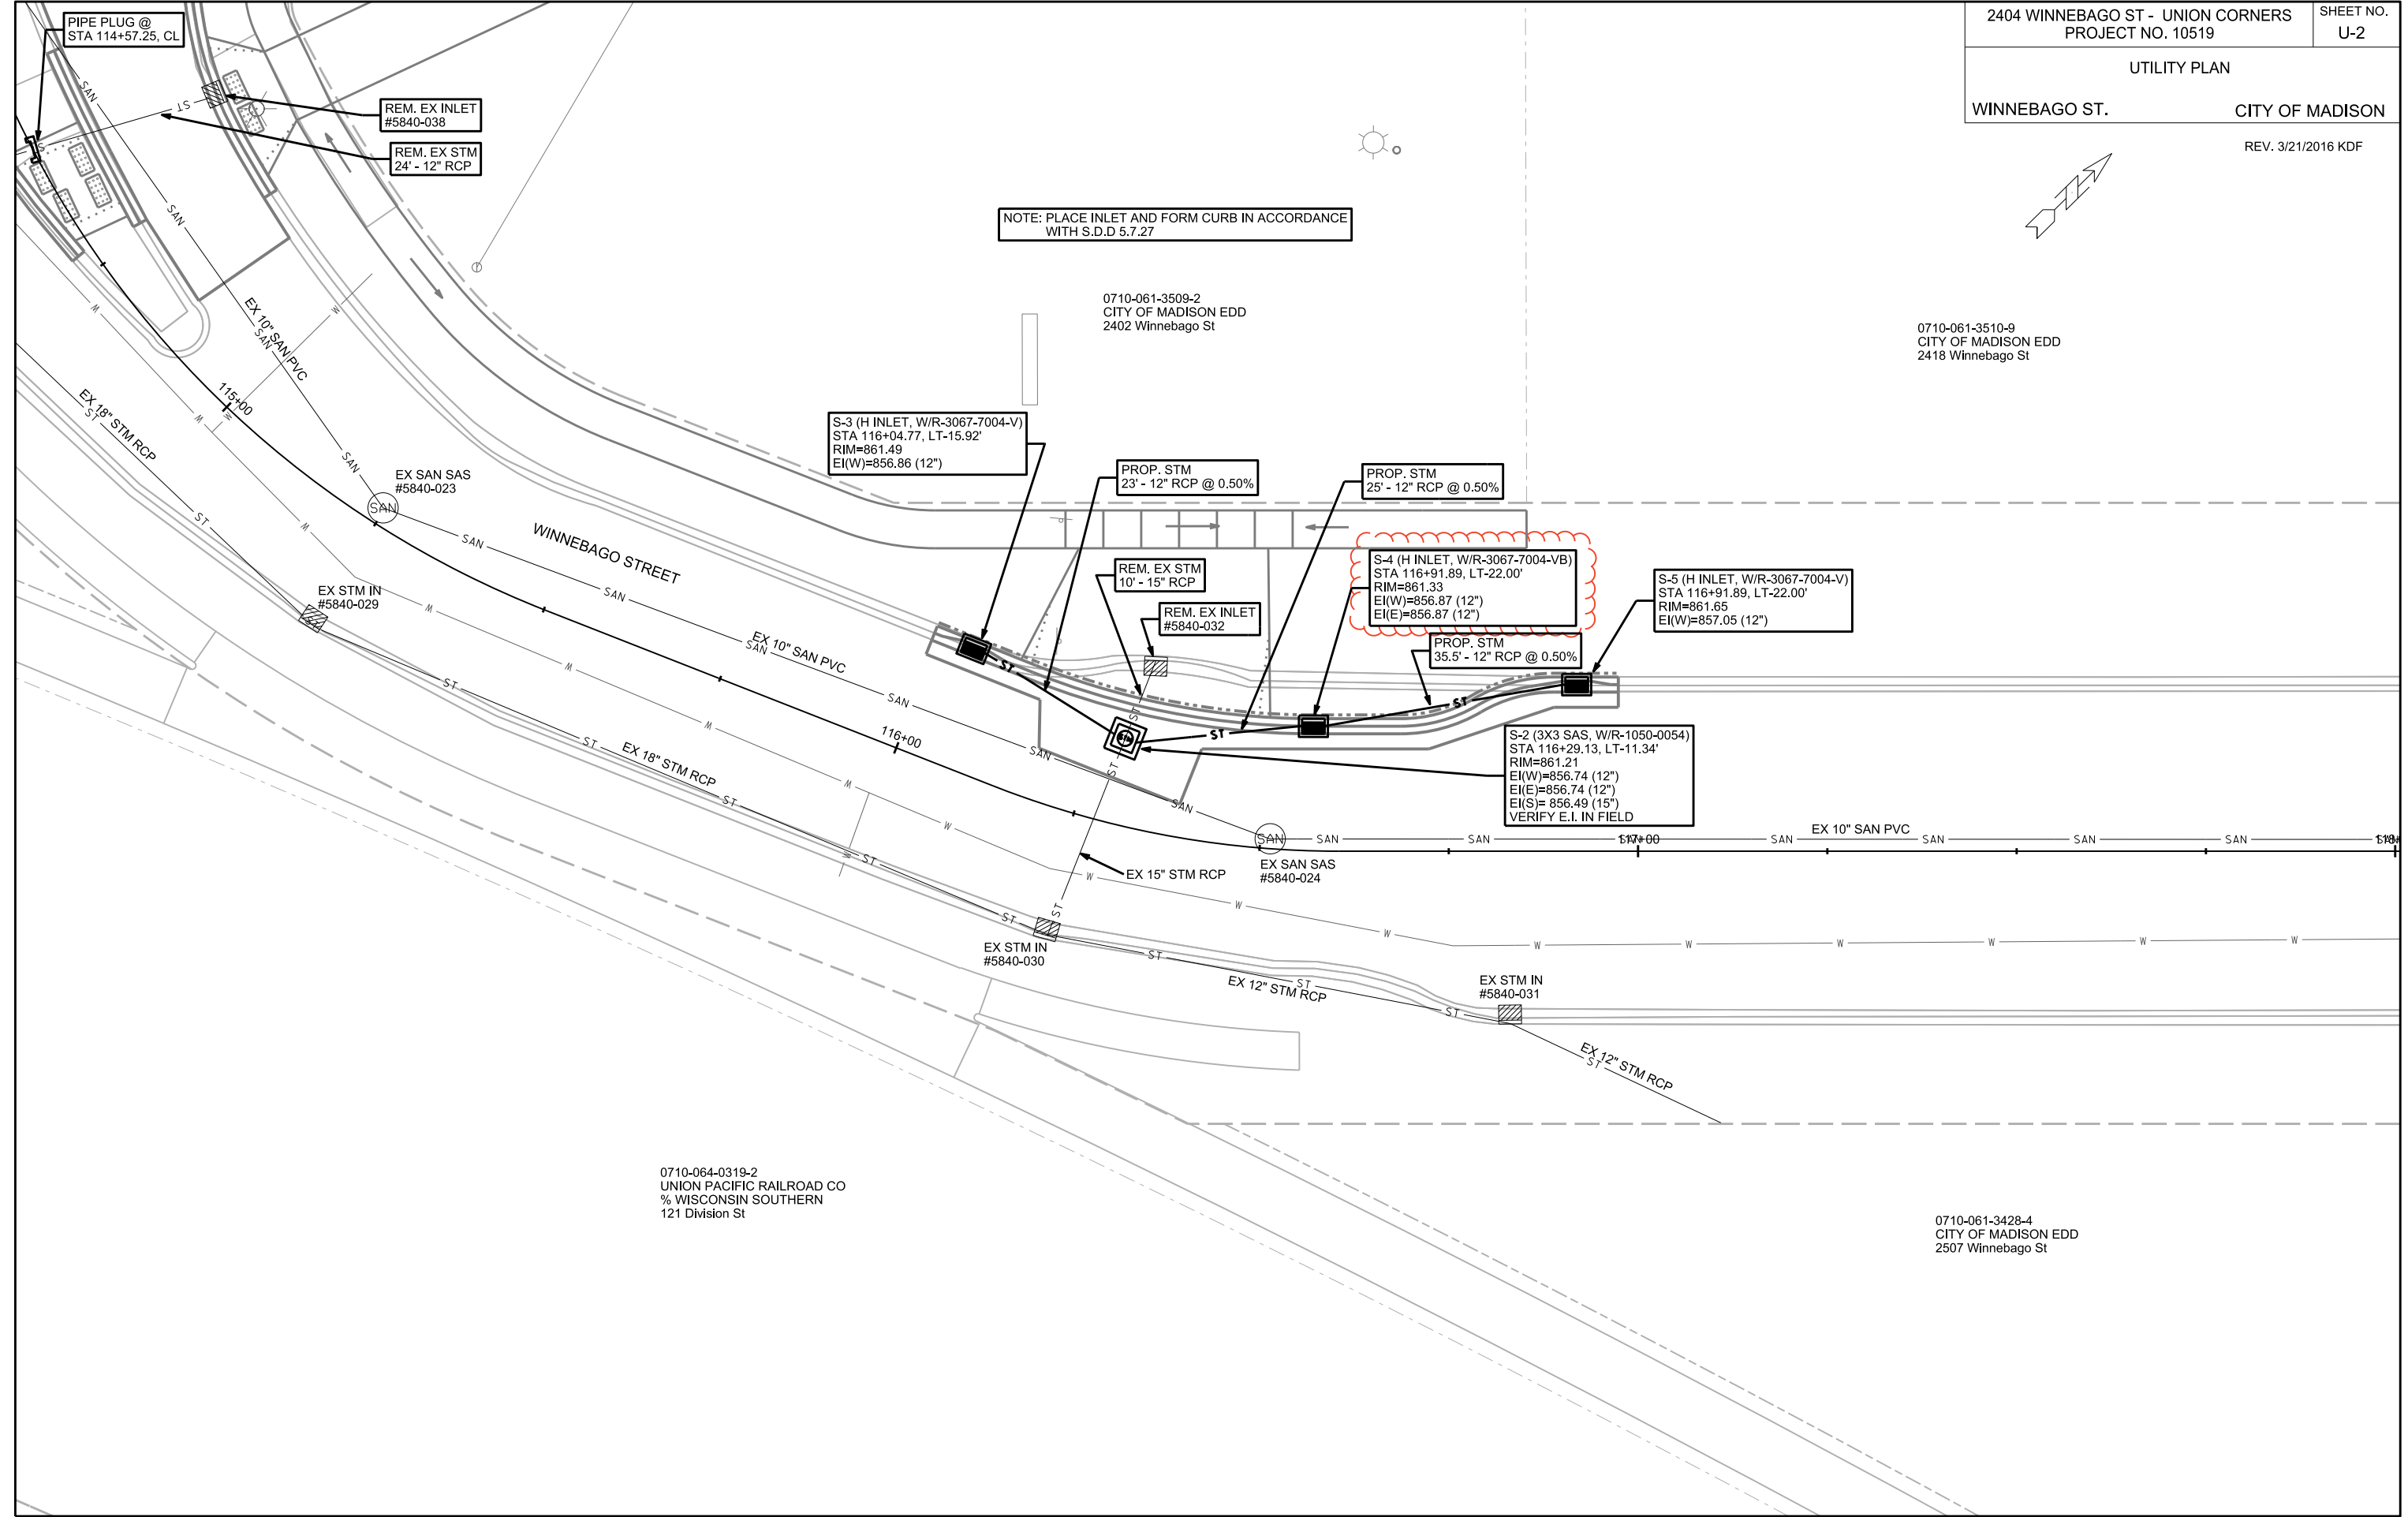 2404 WINNEBAGO ST - UNION CORNERS
PROJECT NO. 10519
SHEET NO.
U-2
UTILITY PLAN
WINNEBAGO ST.
CITY OF MADISON
REV. 3/21/2016 KDF
PIPE PLUG @
STA 114+57.25, CL
REM. EX INLET
#5840-038
REM. EX STM
24' - 12" RCP
NOTE: PLACE INLET AND FORM CURB IN ACCORDANCE
WITH S.D.D 5.7.27
0710-061-3509-2
CITY OF MADISON EDD
2402 Winnebago St
0710-061-3510-9
CITY OF MADISON EDD
2418 Winnebago St
EX 10" SAN PVC
115+00
EX 18" STM RCP
S-3 (H INLET, W/R-3067-7004-V)
STA 116+04.77, LT-15.92'
RIM=861.49
EI(W)=856.86 (12")
PROP. STM
23' - 12" RCP @ 0.50%
PROP. STM
25' - 12" RCP @ 0.50%
EX SAN SAS
#5840-023
SAN
WINNEBAGO STREET
REM. EX STM
10' - 15" RCP
REM. EX INLET
#5840-032
S-4 (H INLET, W/R-3067-7004-VB)
STA 116+91.89, LT-22.00'
RIM=861.33
EI(W)=856.87 (12")
EI(E)=856.87 (12")
S-5 (H INLET, W/R-3067-7004-V)
STA 116+91.89, LT-22.00'
RIM=861.65
EI(W)=857.05 (12")
PROP. STM
35.5' - 12" RCP @ 0.50%
EX STM IN
#5840-029
EX 10" SAN PVC
116+00
EX 18" STM RCP
S-2 (3X3 SAS, W/R-1050-0054)
STA 116+29.13, LT-11.34'
RIM=861.21
EI(W)=856.74 (12")
EI(E)=856.74 (12")
EI(S)= 856.49 (15")
VERIFY E.I. IN FIELD
SAN
EX SAN SAS
#5840-024
117+00
EX 10" SAN PVC
118+
EX 15" STM RCP
EX STM IN
#5840-030
EX 12" STM RCP
EX STM IN
#5840-031
EX 12" STM RCP
0710-064-0319-2
UNION PACIFIC RAILROAD CO
% WISCONSIN SOUTHERN
121 Division St
0710-061-3428-4
CITY OF MADISON EDD
2507 Winnebago St